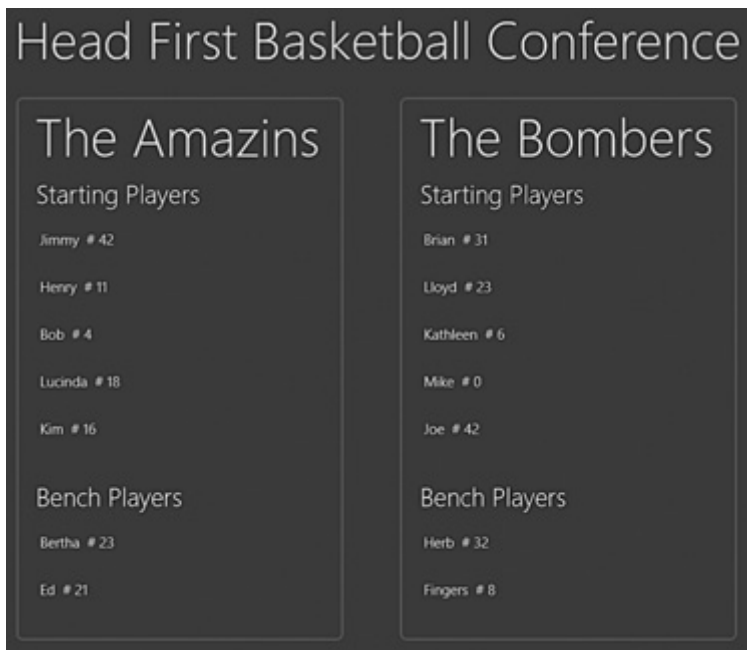 Head First Basketball Conference
The Amazins
Starting Players
Jimmy # 42
Henry # 11
Bob # 4
Lucinda # 18
Kim # 16
Bench Players
Bertha # 23
Ed # 21
The Bombers
Starting Players
Brian # 31
Lloyd # 23
Kathleen # 6
Mike # 0
Joe # 42
Bench Players
Herb # 32
Fingers # 8